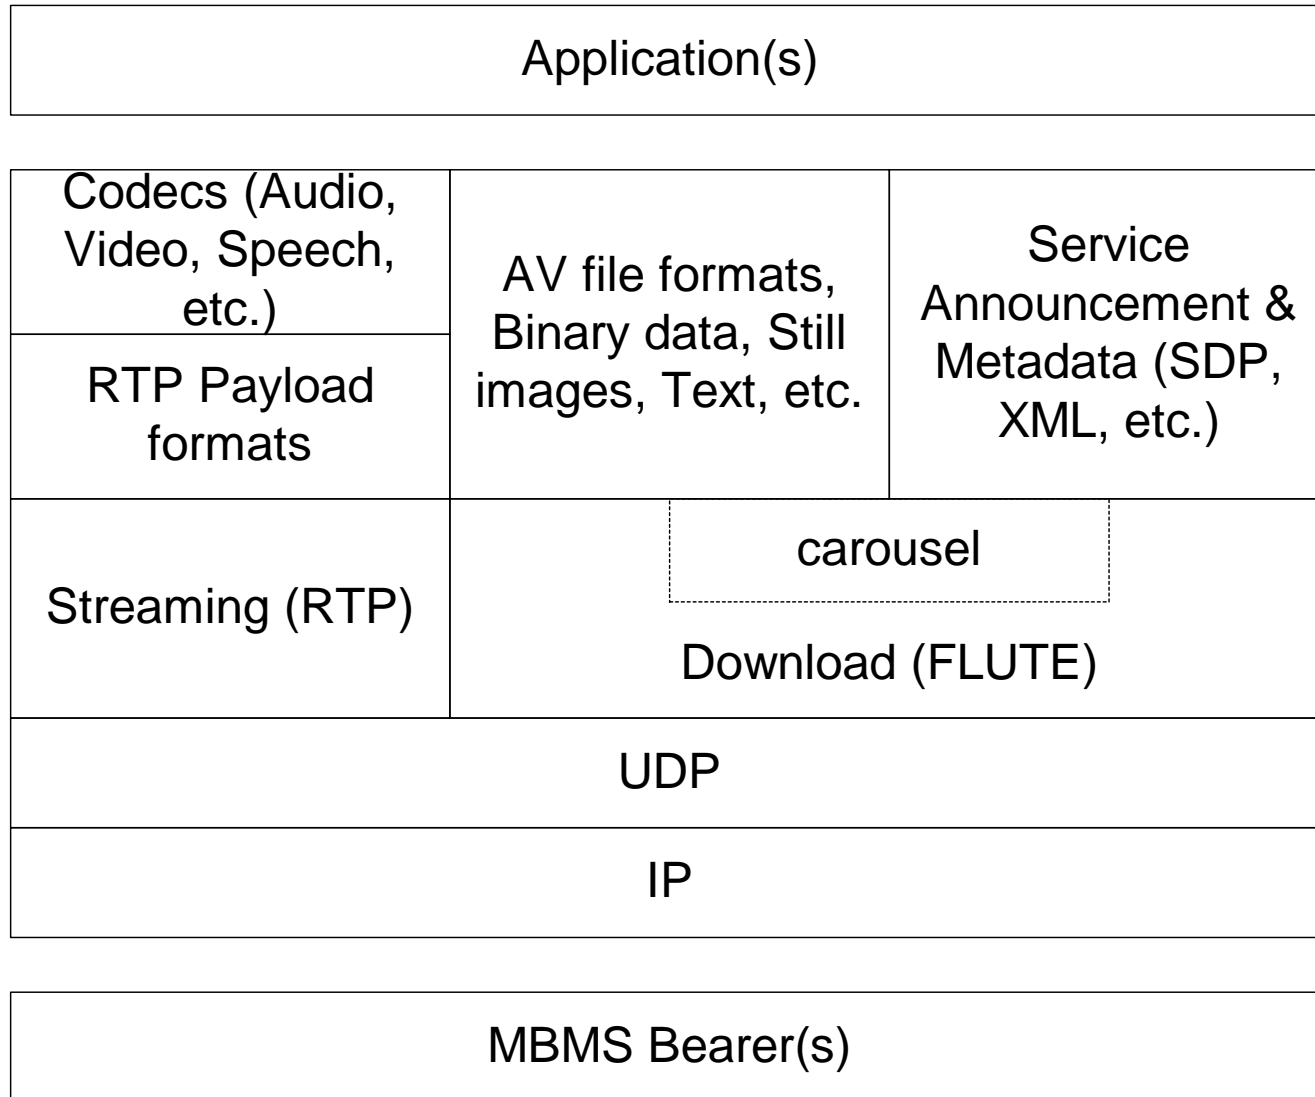 Application(s)
Codecs (Audio,
Video, Speech,
etc.)
RTP Payload
formats
AV file formats,
Binary data, Still
images, Text, etc.
Service
Announcement &
Metadata (SDP,
XML, etc.)
Streaming (RTP)
carousel
Download (FLUTE)
UDP
IP
MBMS Bearer(s)